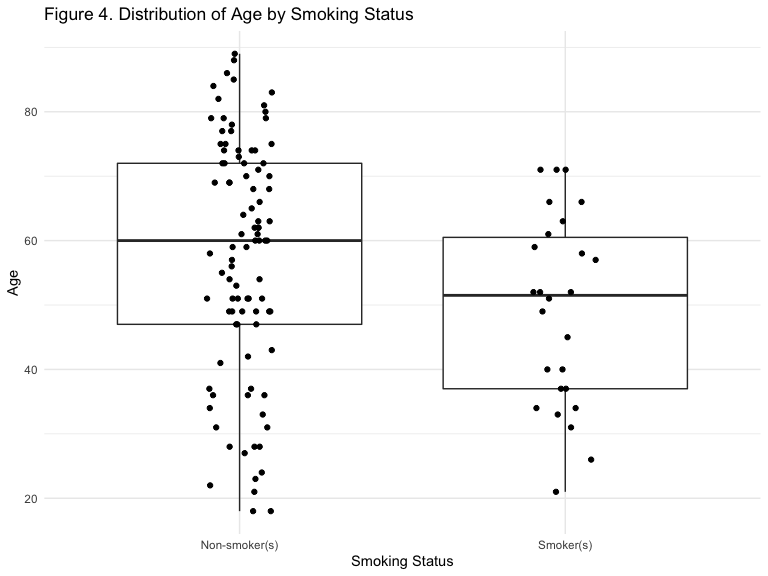 Figure 4. Distribution of Age by Smoking Status
80
60
40
20
Age
Non-smoker(s)
Smoker(s)
Smoking Status